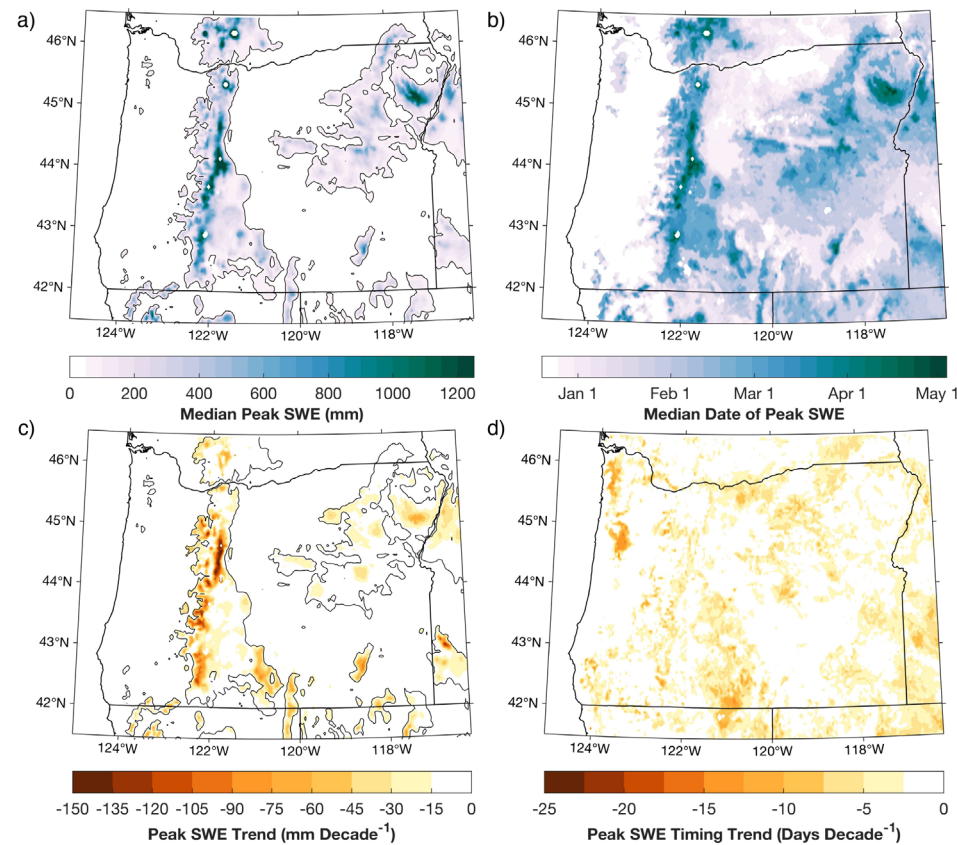 a)
b)
46°N
45°N
44°N
43°N
42°N
124°W 122°W 120°W 118°W
46°N
45°N
44°N
43°N
42°N
124°W 122°W 120°W 118°W
0 200 400 600 800 1000 1200
Median Peak SWE (mm)
Jan 1 Feb 1 Mar 1 Apr 1 May 1
Median Date of Peak SWE
c)
d)
46°N
45°N
44°N
43°N
42°N
124°W 122°W 120°W 118°W
46°N
45°N
44°N
43°N
42°N
124°W 122°W 120°W 118°W
-150 -135 -120 -105 -90 -75 -60 -45 -30 -15 0
Peak SWE Trend (mm Decade⁻¹)
-25 -20 -15 -10 -5 0
Peak SWE Timing Trend (Days Decade⁻¹)